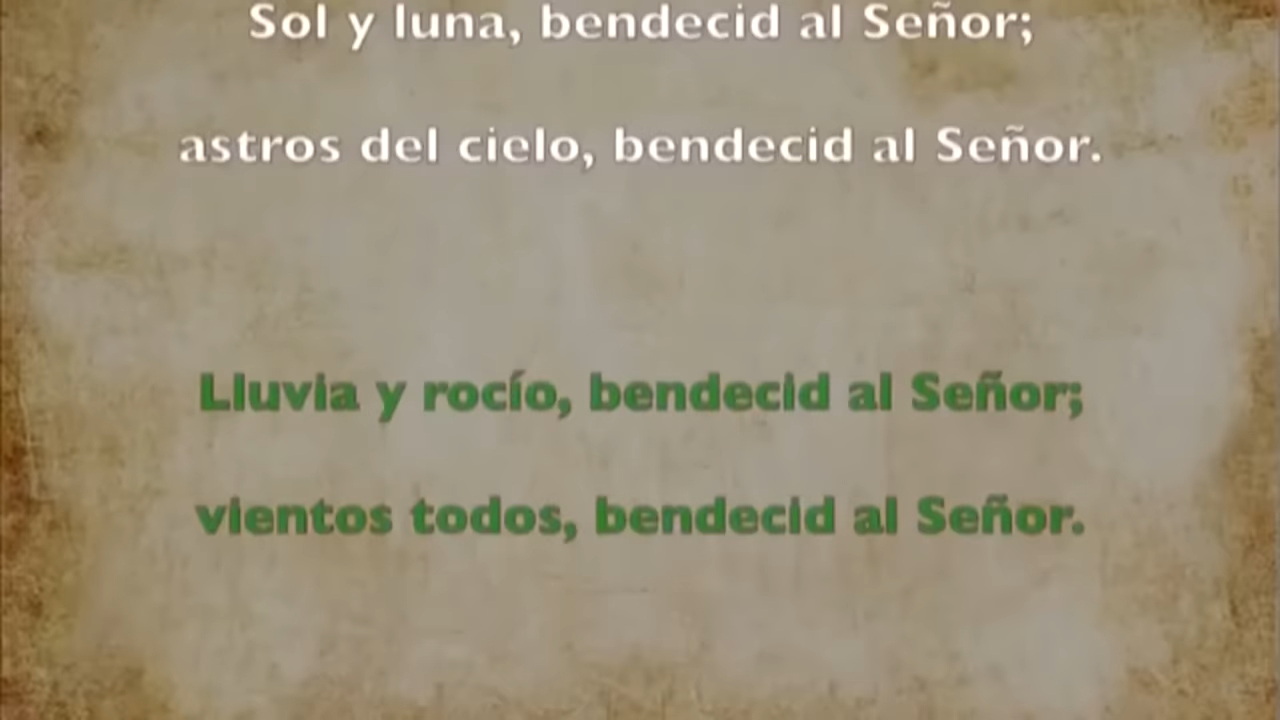 Sol y luna, bendecid al Señor;
astros del cielo, bendecid al Señor.
Lluvia y rocío, bendecid al Señor;
vientos todos, bendecid al Señor.